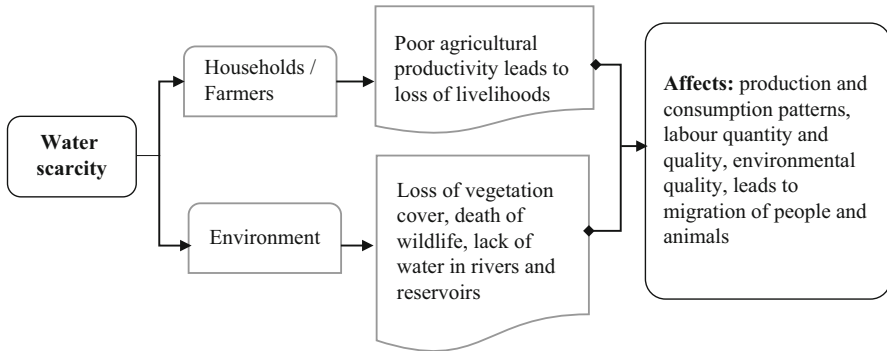 Water
scarcity
Households /
Farmers
Poor agricultural
productivity leads to
loss of livelihoods
Environment
Loss of vegetation
cover, death of
wildlife, lack of
water in rivers and
reservoirs
Affects: production and
consumption patterns,
labour quantity and
quality, environmental
quality, leads to
migration of people and
animals